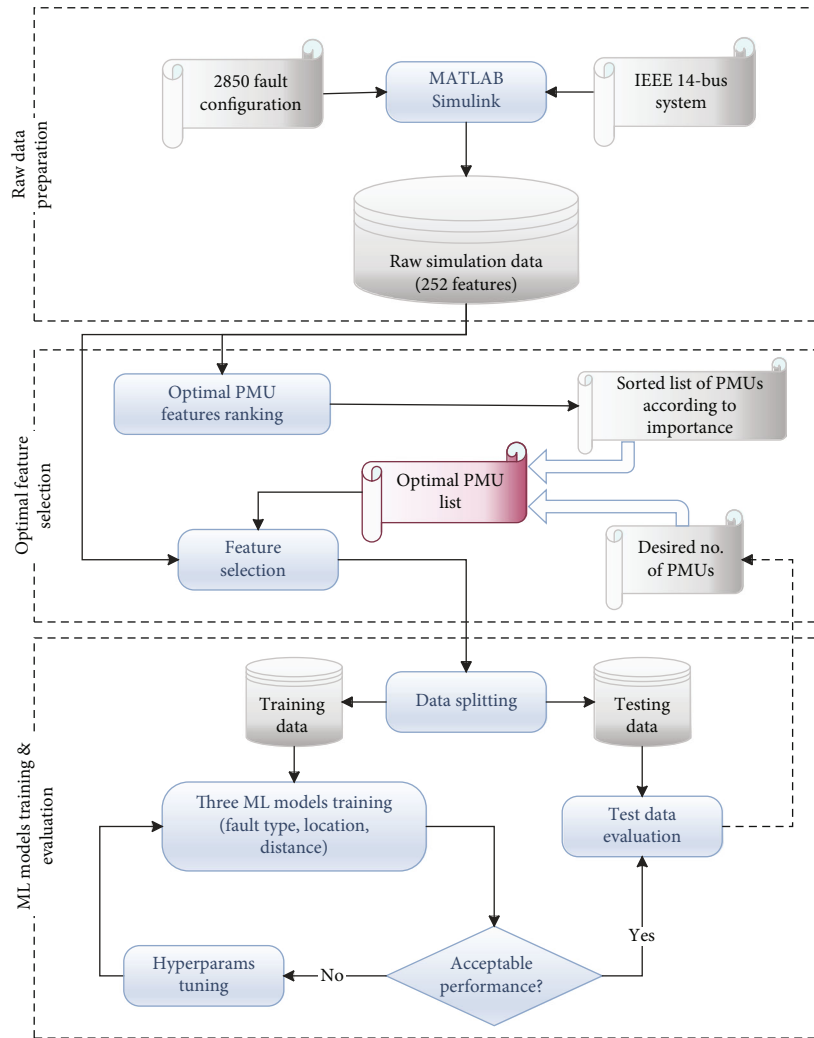 Raw data
preparation
2850 fault
configuration
MATLAB
Simulink
IEEE 14-bus
system
Raw simulation data
(252 features)
Optimal feature
selection
Optimal PMU
features ranking
Sorted list of PMUs
according to
importance
Optimal PMU
list
Feature
selection
Desired no.
of PMUs
ML models training &
evaluation
Training
data
Data splitting
Testing
data
Three ML models training
(fault type, location,
distance)
Test data
evaluation
Yes
Hyperparams
tuning
No
Acceptable
performance?